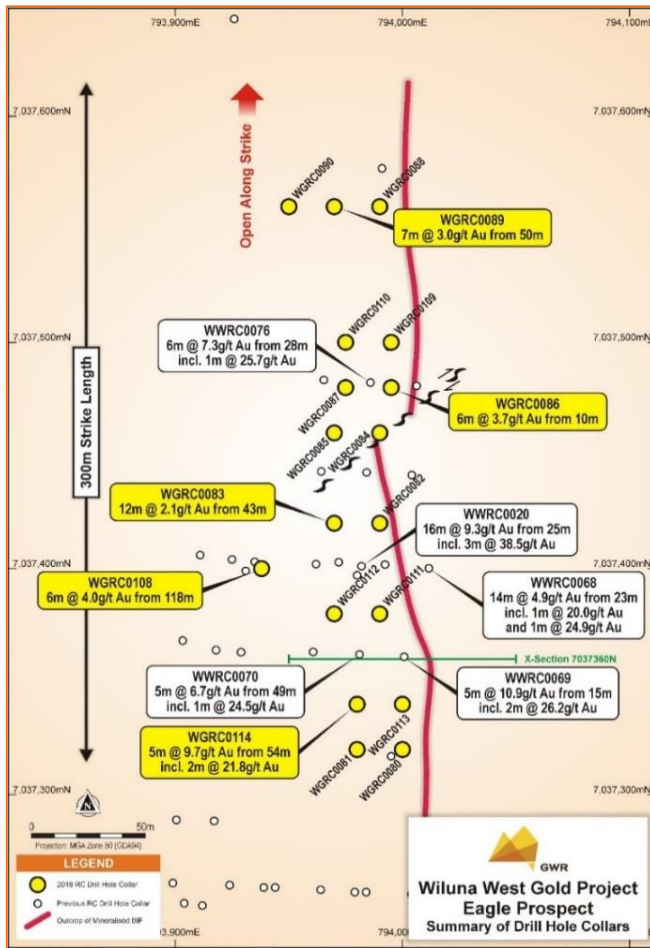 793,900mE
794,000mE
794,100mE
7,037,600mN
7,037,600mN
Open Along Strike
WGRC0090
WGRC0088
WGRC0089
7m @ 3.0g/t Au from 50m
WGRC0110
WGRC0109
7,037,500mN
7,037,500mN
WWRC0076
6m @ 7.3g/t Au from 28m
incl. 1m @ 25.7g/t Au
300m Strike Length
WGRC0087
WGRC0086
6m @ 3.7g/t Au from 10m
WGRC0085
WGRC0084
WGRC0083
12m @ 2.1g/t Au from 43m
WGRC0082
WWRC0020
16m @ 9.3g/t Au from 25m
incl. 3m @ 38.5g/t Au
7,037,400mN
7,037,400mN
WGRC0108
6m @ 4.0g/t Au from 118m
WGRC0112
WGRC0111
WWRC0068
14m @ 4.9g/t Au from 23m
incl. 1m @ 20.0g/t Au
and 1m @ 24.9g/t Au
X-Section 7037360N
WWRC0070
5m @ 6.7g/t Au from 49m
incl. 1m @ 24.5g/t Au
WWRC0069
5m @ 10.9g/t Au from 15m
incl. 2m @ 26.2g/t Au
WGRC0114
5m @ 9.7g/t Au from 54m
incl. 2m @ 21.8g/t Au
WGRC0113
WGRC0081
WGRC0080
7,037,300mN
7,037,300mN
N
0 50m
Projection: MGA Zone 50 (GDA94)
LEGEND
2018 RC Drill Hole Collar
Previous RC Drill Hole Collar
Outcrop of Mineralised BIF
GWR
Wiluna West Gold Project
Eagle Prospect
Summary of Drill Hole Collars
793,900mE
794,000mE